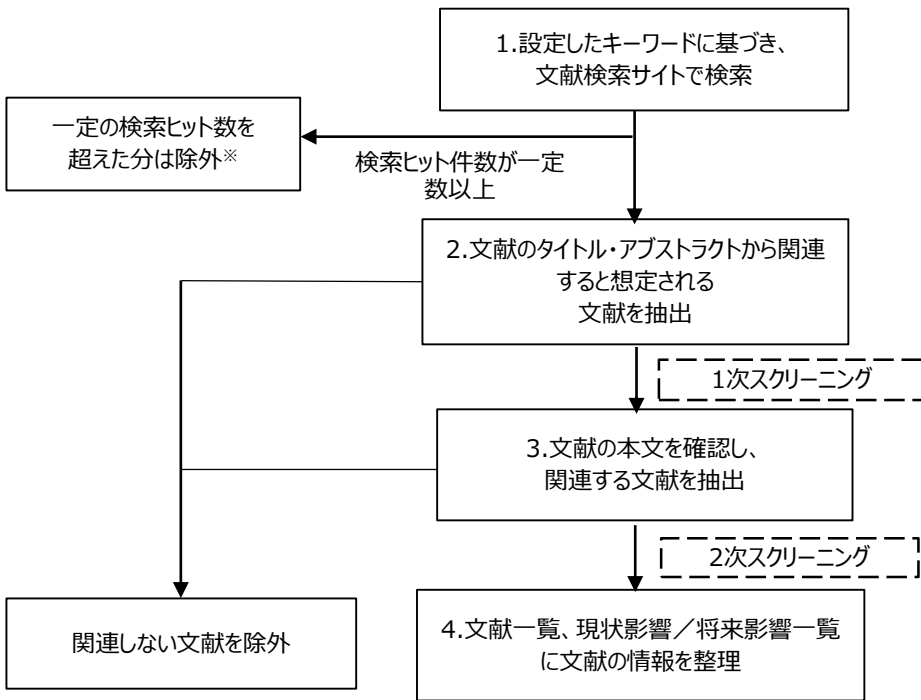 1.設定したキーワードに基づき、
文献検索サイトで検索
一定の検索ヒット数を
超えた分は除外※
検索ヒット件数が一定
数以上
2.文献のタイトル・アブストラクトから関連
すると想定される
文献を抽出
1次スクリーニング
3.文献の本文を確認し、
関連する文献を抽出
2次スクリーニング
関連しない文献を除外
4.文献一覧、現状影響／将来影響一覧
に文献の情報を整理